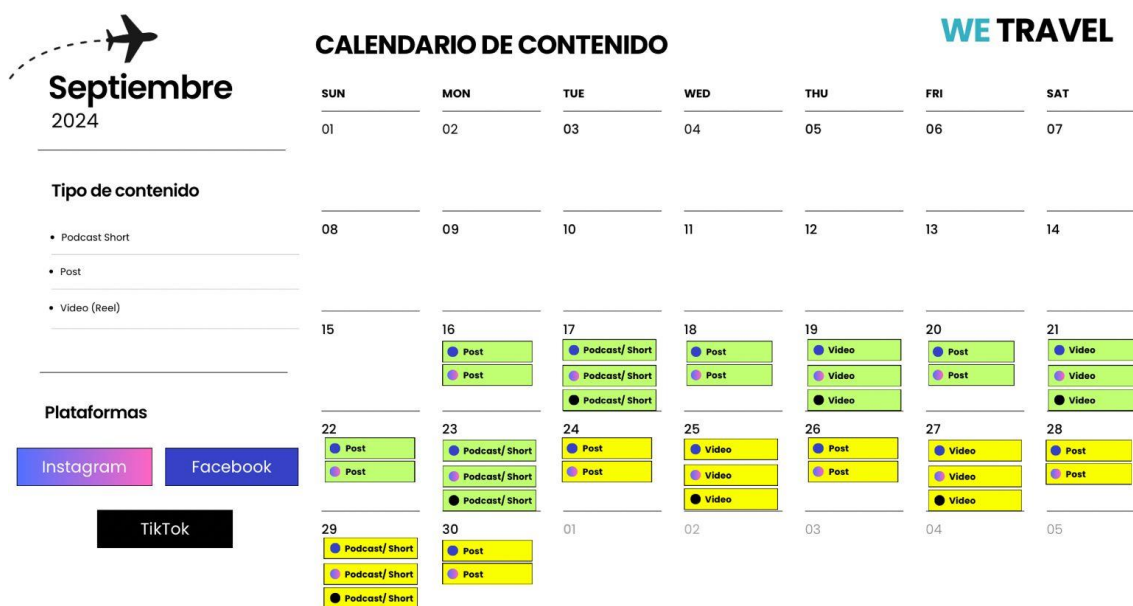 WE TRAVEL
CALENDARIO DE CONTENIDO
Septiembre
2024
Tipo de contenido
• Podcast Short
• Post
• Video (Reel)
Plataformas
Instagram
Facebook
TikTok
SUN MON TUE WED THU FRI SAT
01 02 03 04 05 06 07
08 09 10 11 12 13 14
15 16 17 18 19 20 21
Post Podcast/ Short Post Video Post Video
Post Podcast/ Short Post Video Post Video
Podcast/ Short Video Video
22 23 24 25 26 27 28
Post Podcast/ Short Post Video Post Video Post
Post Podcast/ Short Post Video Post Video Post
Podcast/ Short Video Video
29 30 01 02 03 04 05
Podcast/ Short Post
Podcast/ Short Post
Podcast/ Short